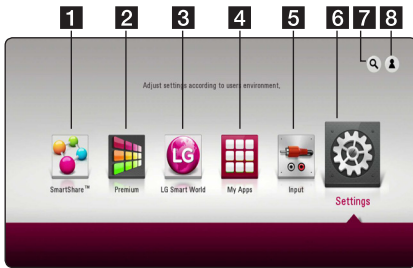 1 2 3 4 5 6 7 8
Adjust settings according to users environment.
LG
SmartShare™ Premium LG Smart World My Apps Input
Settings